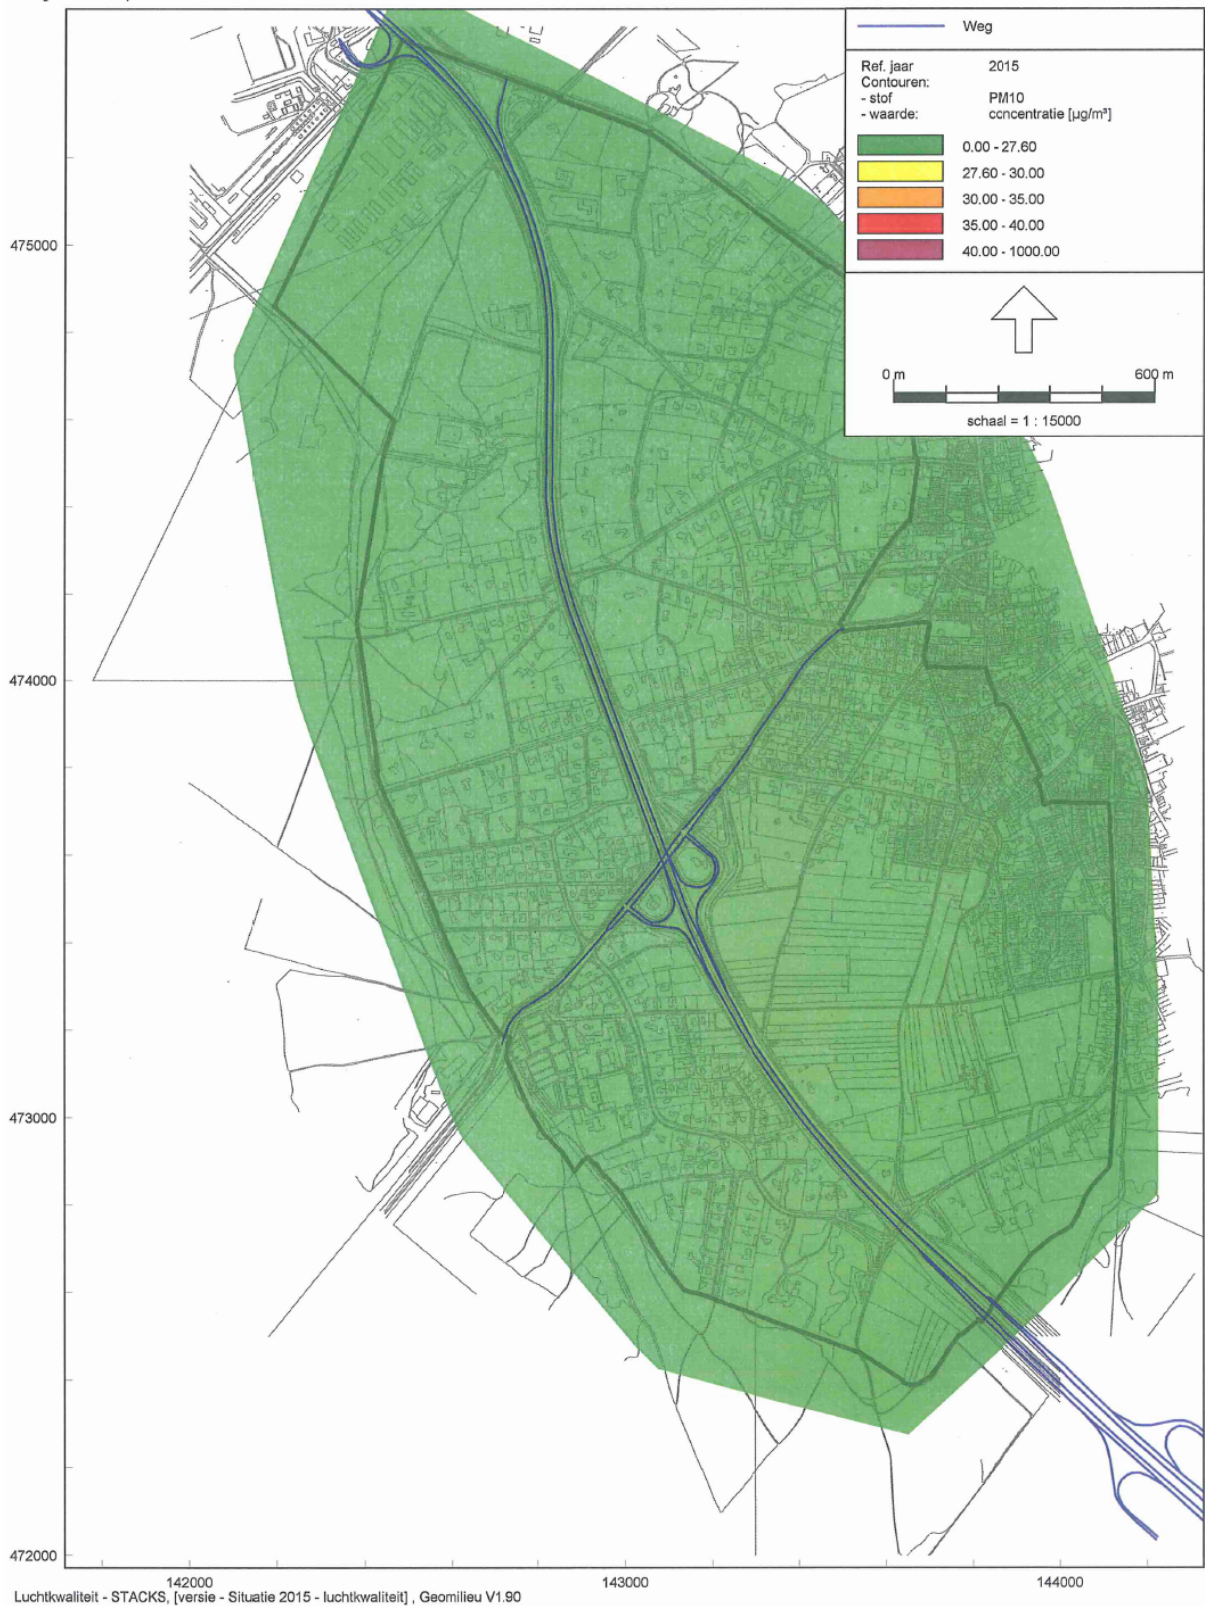 Weg
Ref. jaar 2015
Contouren:
- stof PM10
- waarde: concentratie [µg/m³]
0.00 - 27.60
27.60 - 30.00
30.00 - 35.00
35.00 - 40.00
40.00 - 1000.00
0 m 600 m
schaal = 1 : 15000
475000
474000
473000
472000
142000 143000 144000
Luchtkwaliteit - STACKS, [versie - Situatie 2015 - luchtkwaliteit] , Geomilieu V1.90